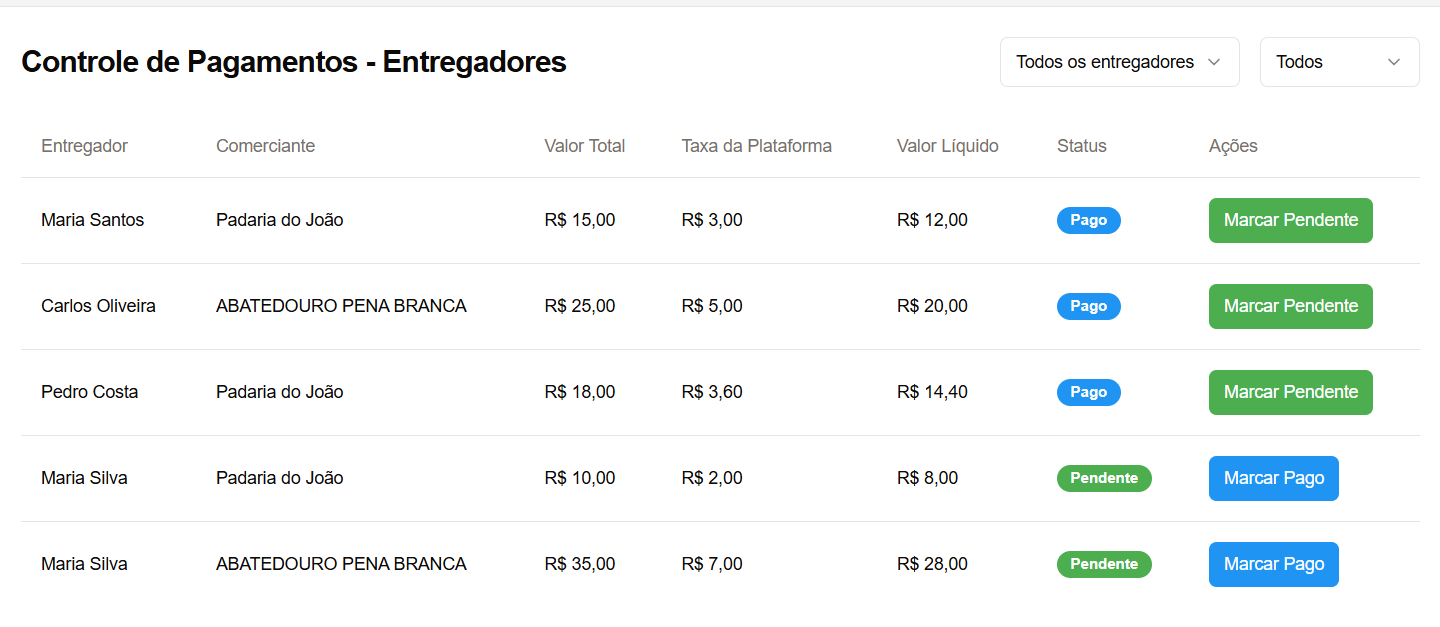 Controle de Pagamentos - Entregadores
Todos os entregadores
Todos
Entregador Comerciante Valor Total Taxa da Plataforma Valor Líquido Status Ações
Maria Santos Padaria do João R$ 15,00 R$ 3,00 R$ 12,00 Pago Marcar Pendente
Carlos Oliveira ABATEDOURO PENA BRANCA R$ 25,00 R$ 5,00 R$ 20,00 Pago Marcar Pendente
Pedro Costa Padaria do João R$ 18,00 R$ 3,60 R$ 14,40 Pago Marcar Pendente
Maria Silva Padaria do João R$ 10,00 R$ 2,00 R$ 8,00 Pendente Marcar Pago
Maria Silva ABATEDOURO PENA BRANCA R$ 35,00 R$ 7,00 R$ 28,00 Pendente Marcar Pago